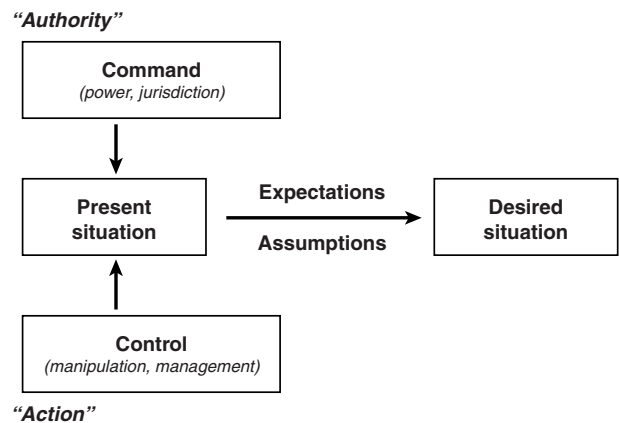 “Authority”
Command
(power, jurisdiction)
Present
situation
Expectations
Assumptions
Desired
situation
Control
(manipulation, management)
“Action”